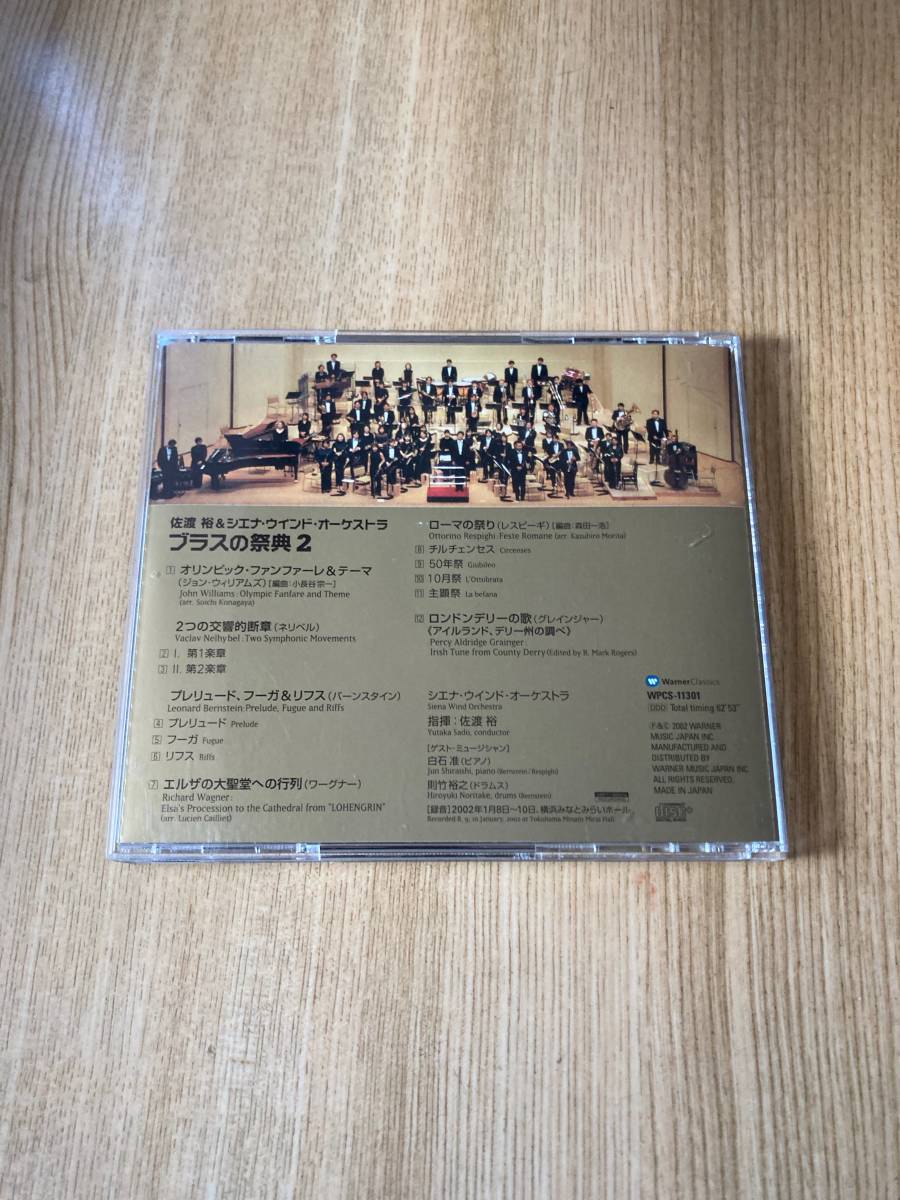 佐渡 裕&シエナ・ウインド・オーケストラ
ブラスの祭典2
1 オリンピック・ファンファーレ&テーマ
(ジョン・ウィリアムズ)[編曲:小長谷宗一]
John Williams:Olympic Fanfare and Theme
(arr. Soichi Konagaya)
2つの交響的断章(ネリベル)
Vaclav Nelhybel:Two Symphonic Movements
2 I. 第1楽章
3 II. 第2楽章
プレリュード、フーガ&リフス(バーンスタイン)
Leonard Bernstein:Prelude, Fugue and Riffs
4 プレリュード Prelude
5 フーガ Fugue
6 リフス Riffs
7 エルザの大聖堂への行列(ワーグナー)
Richard Wagner:
Elsa's Procession to the Cathedral from "LOHENGRIN"
(arr. Lucien Cailliet)
ローマの祭り(レスピーギ)[編曲:森田一浩]
Ottorino Respighi:Feste Romane (arr. Kazuhiro Morita)
8 チルチェンセス Circenses
9 50年祭 Giubileo
10 10月祭 L'Ottobrata
11 主顕祭 La befana
12 ロンドンデリーの歌(グレインジャー)
《アイルランド、デリー州の調べ》
Percy Aldridge Grainger:
Irish Tune from County Derry (Edited by R. Mark Rogers)
シエナ・ウインド・オーケストラ
Siena Wind Orchestra
指揮:佐渡 裕
Yutaka Sado, conductor
[ゲスト・ミュージシャン]
白石 准(ピアノ)
Jun Shiraishi, piano (Bernstein/Respighi)
則竹裕之(ドラムス)
Hiroyuki Noritake, drums (Bernstein)
[録音]2002年1月8日〜10日、横浜みなとみらいホール
Recorded 8, 9, 10 January, 2002 at Yokohama Minato Mirai Hall
WarnerClassics
WPCS-11301
DDD Total timing 62'53"
℗&© 2002 WARNER
MUSIC JAPAN INC.
MANUFACTURED AND
DISTRIBUTED BY
WARNER MUSIC JAPAN INC.
ALL RIGHTS RESERVED.
MADE IN JAPAN